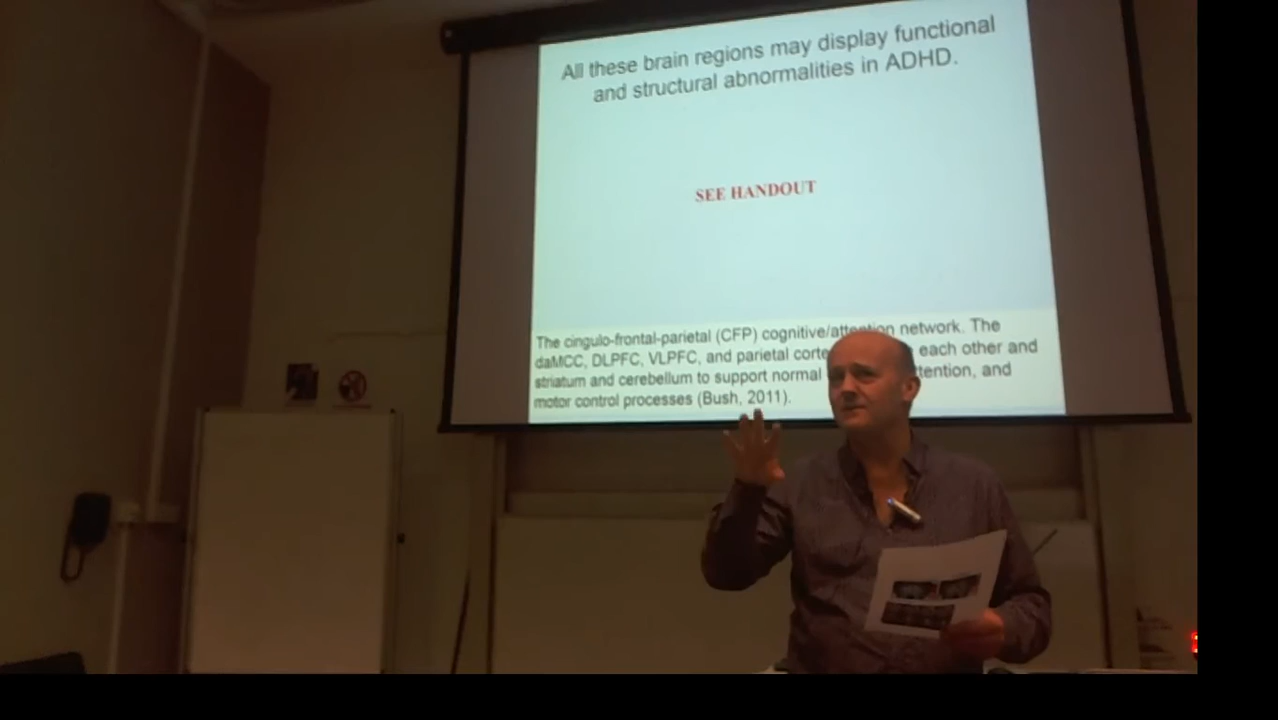 All these brain regions may display functional
and structural abnormalities in ADHD.
SEE HANDOUT
The cingulo-frontal-parietal (CFP) cognitive/attention network. The
daMCC, DLPFC, VLPFC, and parietal each other and
striatum and cerebellum to support normal and
motor control processes (Bush, 2011).